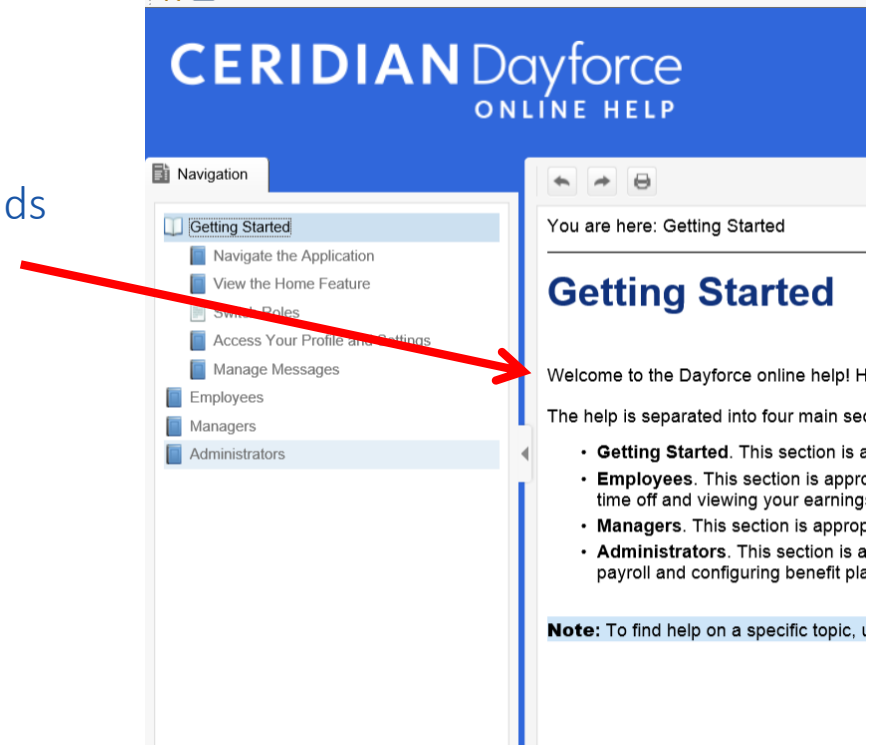 CERIDIAN Dayforce
ONLINE HELP
ds
Navigation
Getting Started
Navigate the Application
View the Home Feature
Switch Roles
Access Your Profile and Settings
Manage Messages
Employees
Managers
Administrators
You are here: Getting Started
Getting Started
Welcome to the Dayforce online help! H
The help is separated into four main sec
• Getting Started. This section is a
• Employees. This section is appro
time off and viewing your earning
• Managers. This section is approp
• Administrators. This section is a
payroll and configuring benefit pla
Note: To find help on a specific topic, u